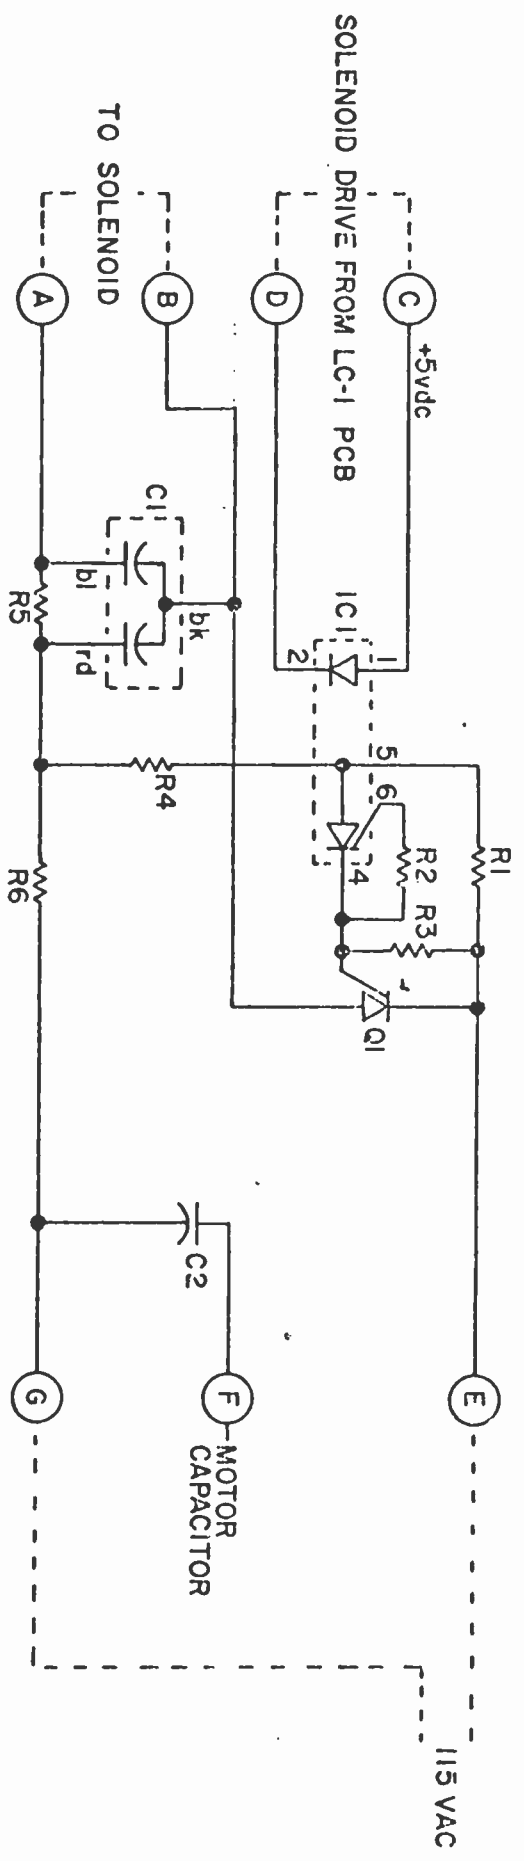 SOLENOID DRIVE FROM LC-1 PCB
TO SOLENOID
C
+5vdc
D
B
A
IC1
1
2
5
6
4
R1
R2
R3
Q1
R4
C1
bk
bl
rd
R5
R6
C2
E
F
MOTOR
CAPACITOR
G
115 VAC